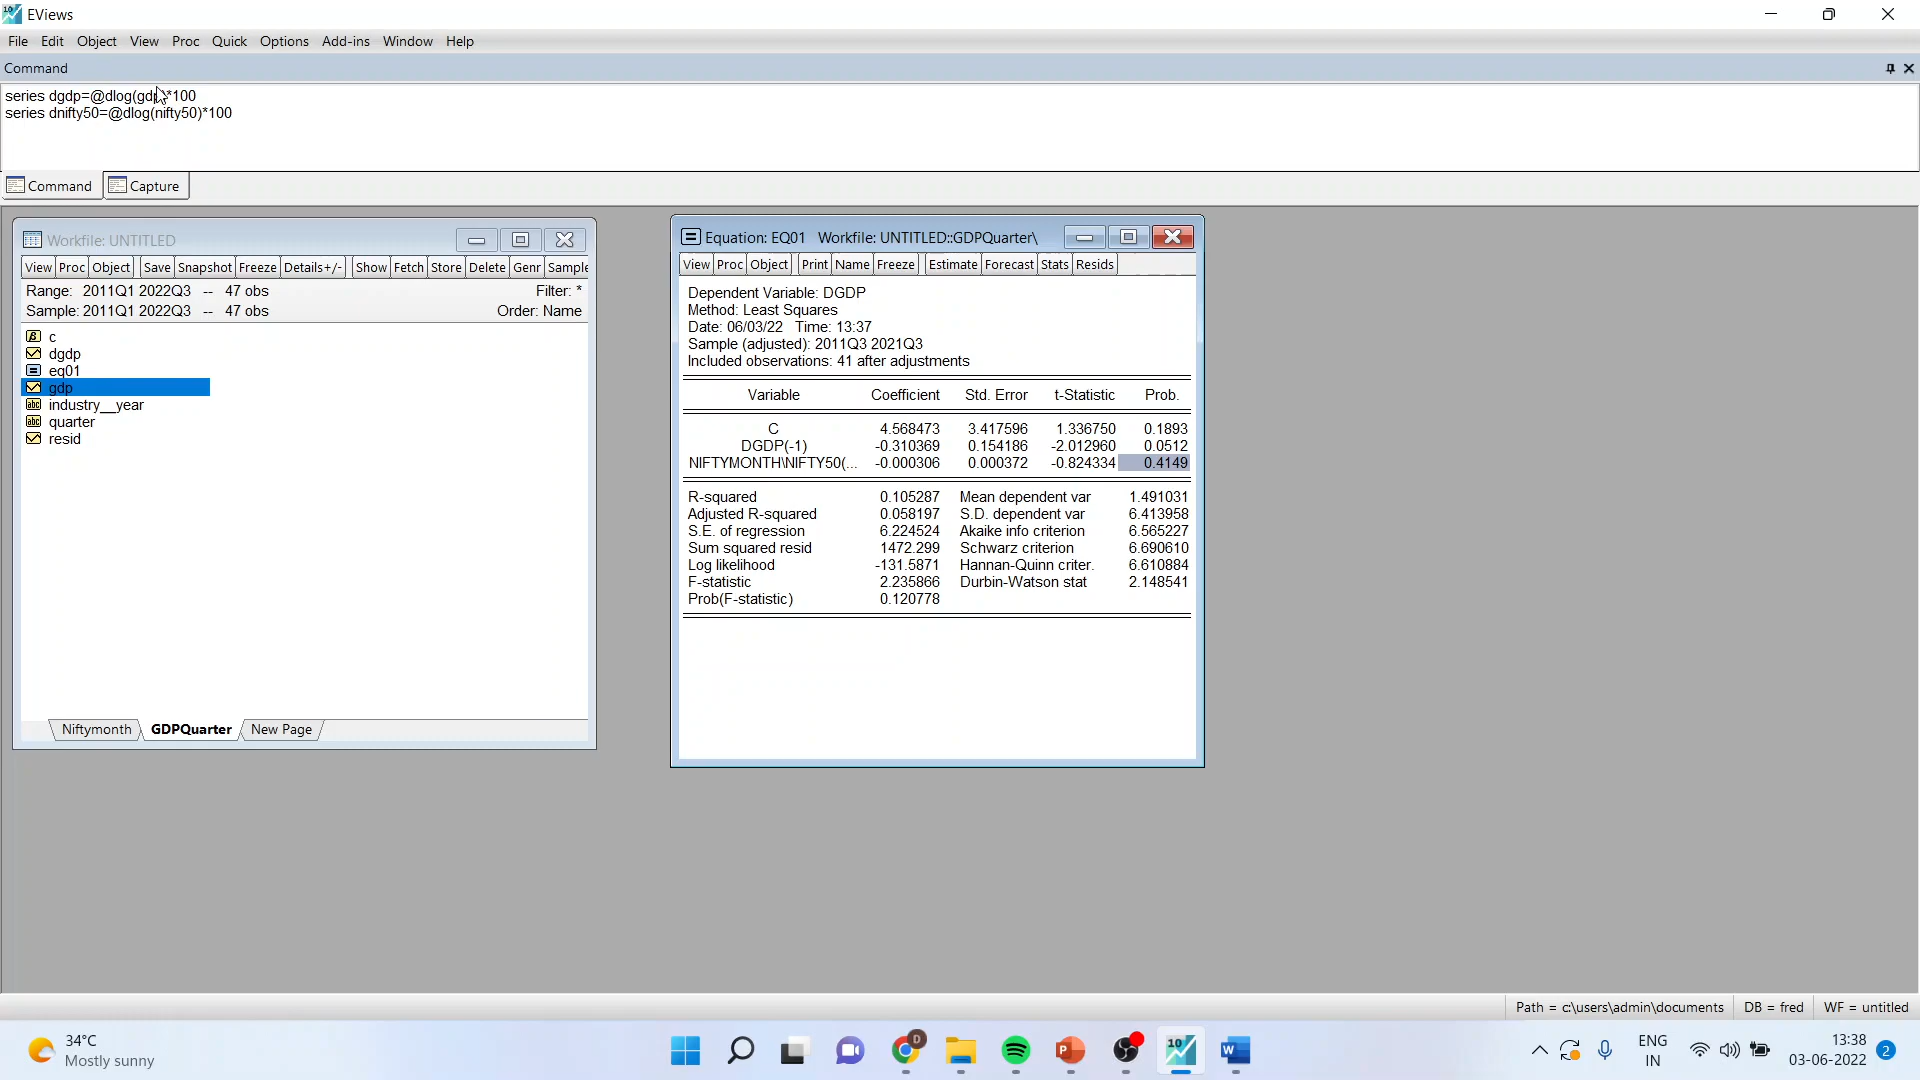 EViews
File Edit Object View Proc Quick Options Add-ins Window Help
Command
series dgdp=@dlog(gdp)*100
series dnifty50=@dlog(nifty50)*100
Command Capture
Workfile: UNTITLED
View Proc Object Save Snapshot Freeze Details+/- Show Fetch Store Delete Genr Sample
Range: 2011Q1 2022Q3 -- 47 obs Filter: *
Sample: 2011Q1 2022Q3 -- 47 obs Order: Name
c
dgdp
eq01
gdp
industry__year
quarter
resid
Niftymonth GDPQuarter New Page
Equation: EQ01 Workfile: UNTITLED::GDPQuarter\
View Proc Object Print Name Freeze Estimate Forecast Stats Resids
Dependent Variable: DGDP
Method: Least Squares
Date: 06/03/22 Time: 13:37
Sample (adjusted): 2011Q3 2021Q3
Included observations: 41 after adjustments
Variable Coefficient Std. Error t-Statistic Prob.
C 4.568473 3.417596 1.336750 0.1893
DGDP(-1) -0.310369 0.154186 -2.012960 0.0512
NIFTYMONTH\NIFTY50(... -0.000306 0.000372 -0.824334 0.4149
R-squared 0.105287 Mean dependent var 1.491031
Adjusted R-squared 0.058197 S.D. dependent var 6.413958
S.E. of regression 6.224524 Akaike info criterion 6.565227
Sum squared resid 1472.299 Schwarz criterion 6.690610
Log likelihood -131.5871 Hannan-Quinn criter. 6.610884
F-statistic 2.235866 Durbin-Watson stat 2.148541
Prob(F-statistic) 0.120778
Path = c:\users\admin\documents DB = fred WF = untitled
34°C
Mostly sunny
ENG
IN
13:38
03-06-2022
2